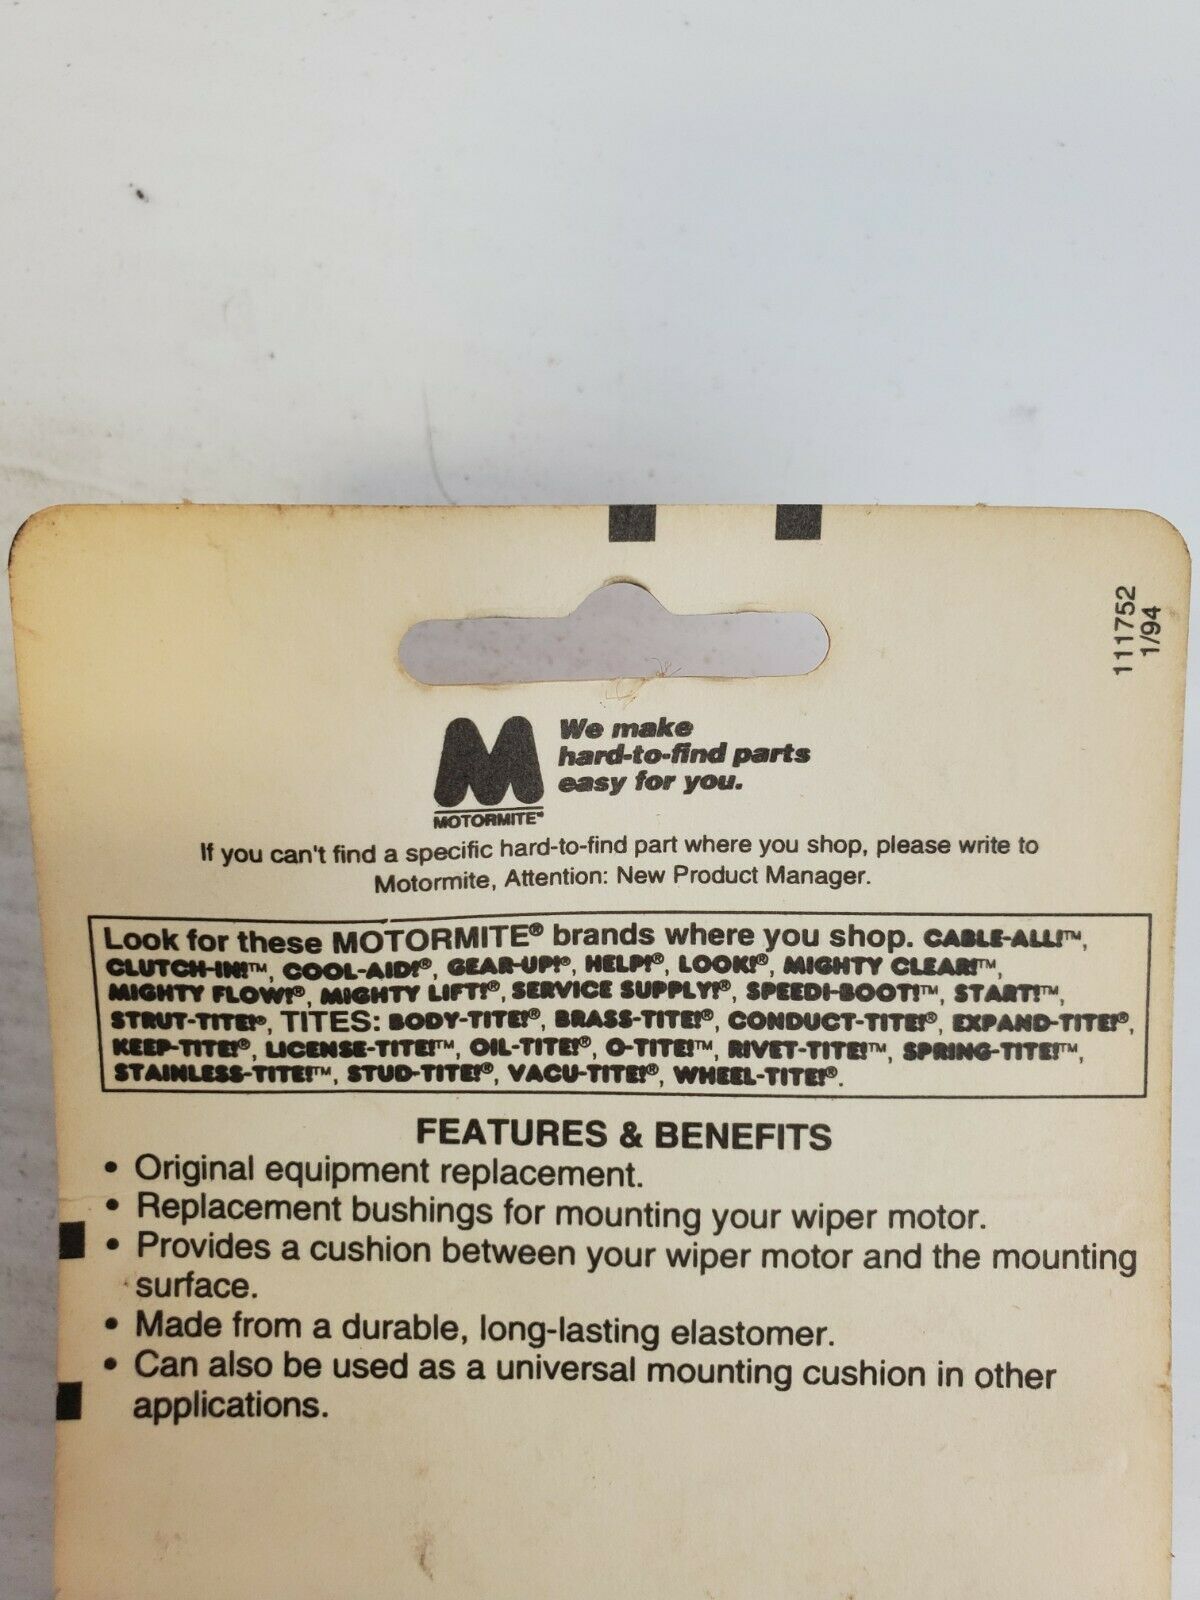 111752
1/94
We make
hard-to-find parts
easy for you.
MOTORMITE®
If you can't find a specific hard-to-find part where you shop, please write to
Motormite, Attention: New Product Manager.
Look for these MOTORMITE® brands where you shop. CABLE-ALL!™,
CLUTCH-IN!™, COOL-AID!®, GEAR-UP!®, HELP!®, LOOK!®, MIGHTY CLEAR!™,
MIGHTY FLOW!®, MIGHTY LIFT!®, SERVICE SUPPLY!®, SPEEDI-BOOT!™, START!™,
STRUT-TITE!®, TITES: BODY-TITE!®, BRASS-TITE!®, CONDUCT-TITE!®, EXPAND-TITE!®,
KEEP-TITE!®, LICENSE-TITE!™, OIL-TITE!®, O-TITE!™, RIVET-TITE!™, SPRING-TITE!™,
STAINLESS-TITE!™, STUD-TITE!®, VACU-TITE!®, WHEEL-TITE!®.
FEATURES & BENEFITS
• Original equipment replacement.
• Replacement bushings for mounting your wiper motor.
• Provides a cushion between your wiper motor and the mounting
surface.
• Made from a durable, long-lasting elastomer.
• Can also be used as a universal mounting cushion in other
applications.